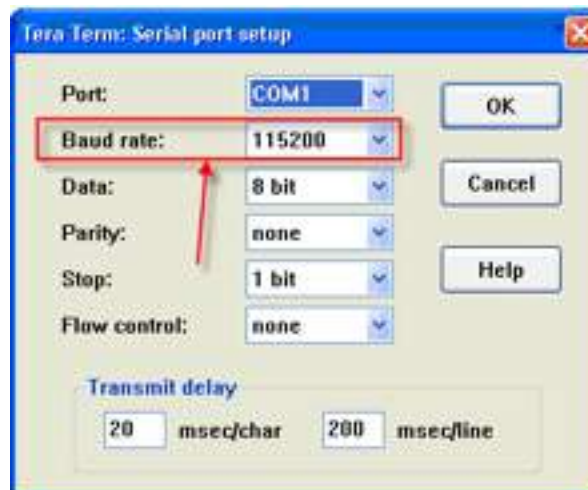 Tera Term: Serial port setup
Port: COM1
OK
Baud rate: 115200
Data: 8 bit
Cancel
Parity: none
Stop: 1 bit
Help
Flow control: none
Transmit delay
20 msec/char 200 msec/line